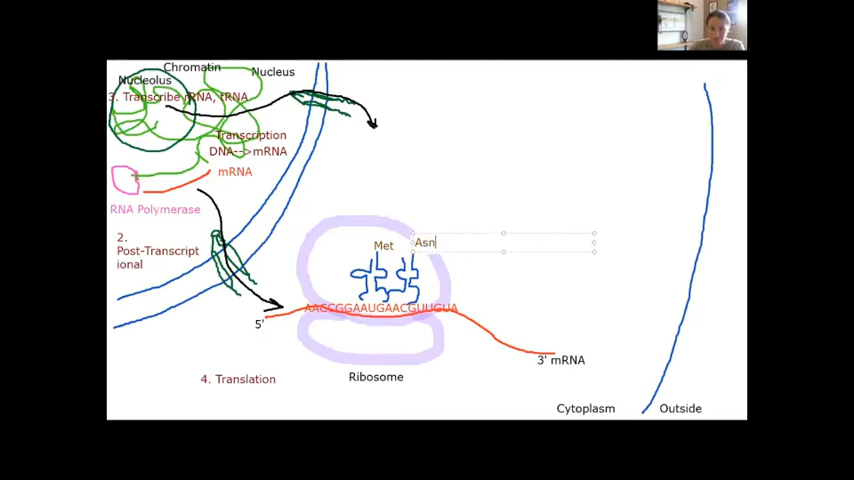 Chromatin
Nucleolus
Nucleus
3. Transcribe rRNA, tRNA
Transcription
DNA-->mRNA
mRNA
RNA Polymerase
2.
Post-Transcript
ional
Met
Asn
AACCGGAAUGAACGUUGUA
5'
3' mRNA
Ribosome
4. Translation
Cytoplasm
Outside